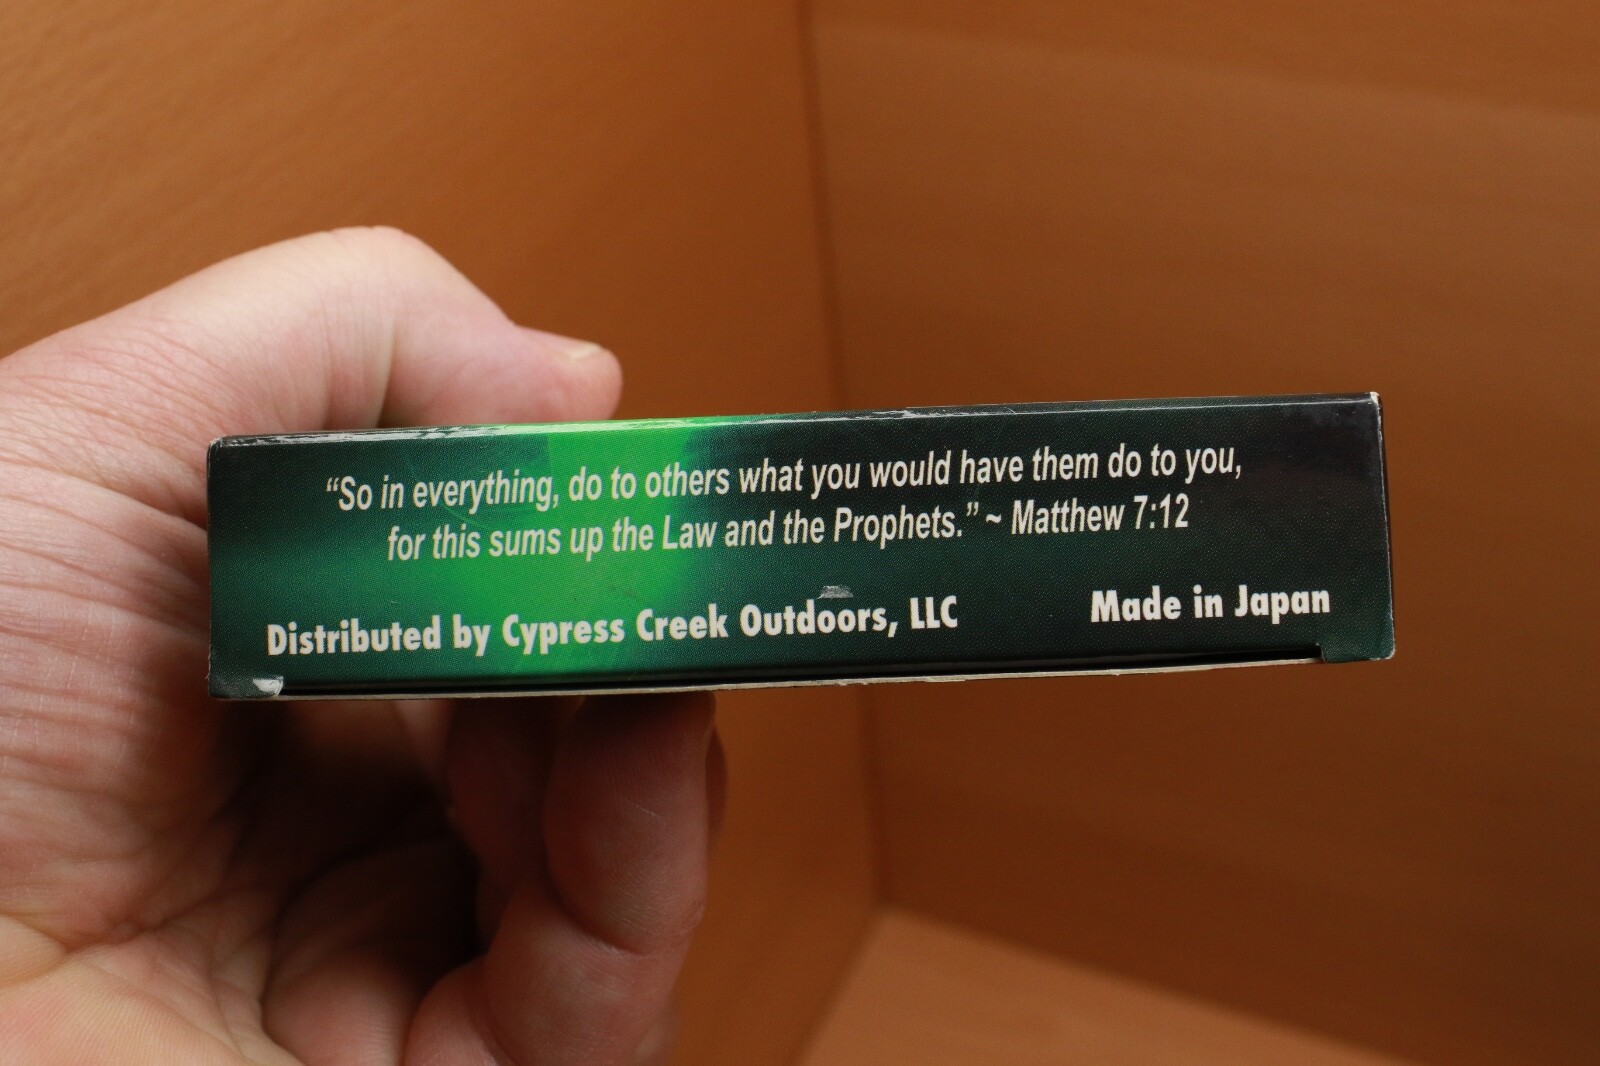 “So in everything, do to others what you would have them do to you,
for this sums up the Law and the Prophets.” ~ Matthew 7:12
Distributed by Cypress Creek Outdoors, LLC
Made in Japan